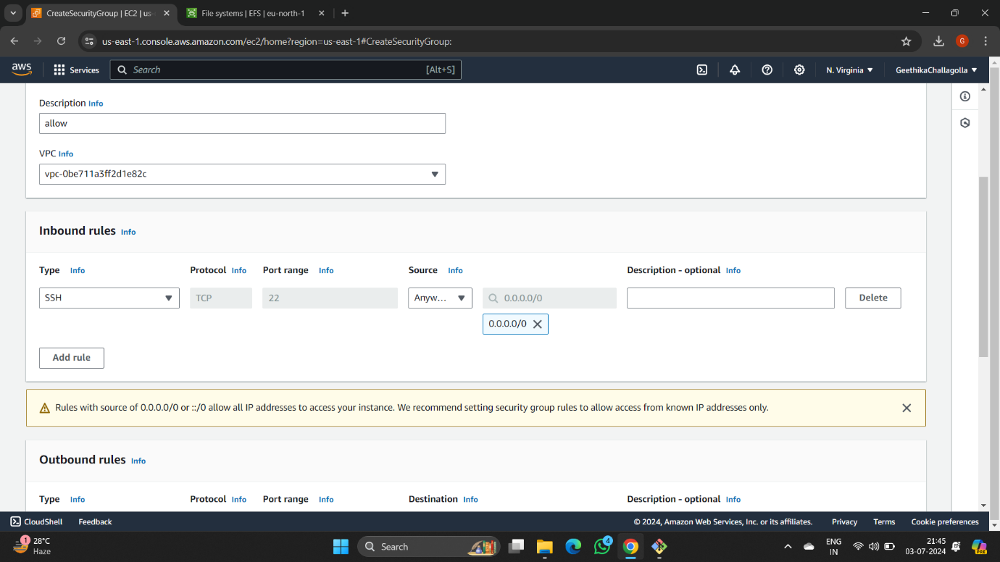 CreateSecurityGroup | EC2 | us-
File systems | EFS | eu-north-1
us-east-1.console.aws.amazon.com/ec2/home?region=us-east-1#CreateSecurityGroup:
G
aws
Services
Search
[Alt+S]
N. Virginia
GeethikaChallagolla
Description Info
allow
VPC Info
vpc-0be711a3ff2d1e82c
Inbound rules Info
Type Info Protocol Info Port range Info Source Info Description - optional Info
SSH TCP 22 Anyw... 0.0.0.0/0 Delete
0.0.0.0/0
Add rule
Rules with source of 0.0.0.0/0 or ::/0 allow all IP addresses to access your instance. We recommend setting security group rules to allow access from known IP addresses only.
Outbound rules Info
Type Info Protocol Info Port range Info Destination Info Description - optional Info
CloudShell Feedback © 2024, Amazon Web Services, Inc. or its affiliates. Privacy Terms Cookie preferences
1
28°C
Haze
Search
4
ENG
IN
21:45
03-07-2024
PRE